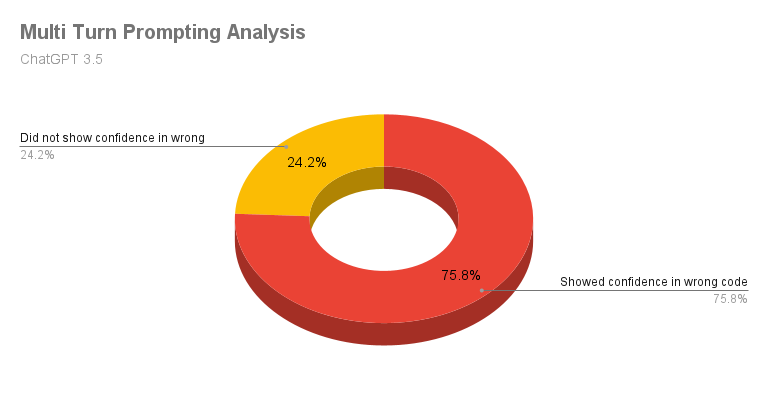 Multi Turn Prompting Analysis
ChatGPT 3.5
Did not show confidence in wrong
24.2%
24.2%
75.8%
Showed confidence in wrong code
75.8%